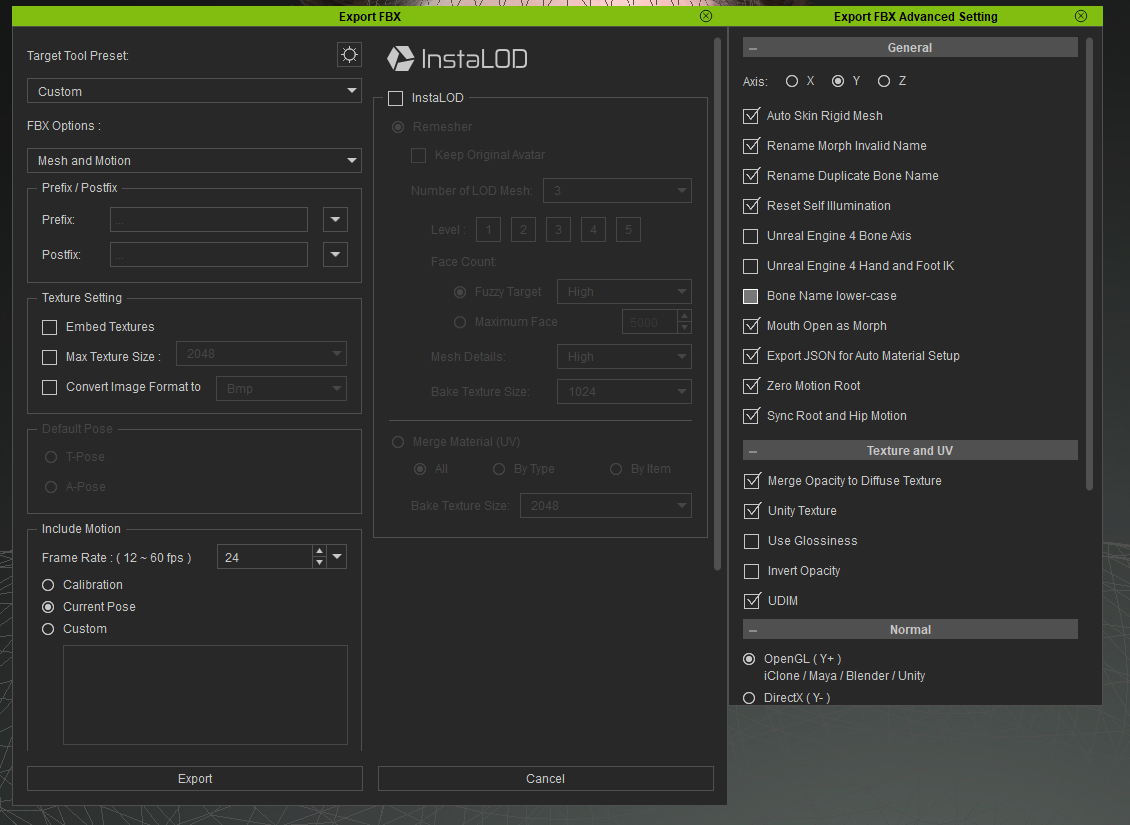 Export FBX
Target Tool Preset:
Custom
FBX Options :
Mesh and Motion
Prefix / Postfix
Prefix:
...
Postfix:
...
Texture Setting
Embed Textures
Max Texture Size :
2048
Convert Image Format to
Bmp
Default Pose
T-Pose
A-Pose
Include Motion
Frame Rate : ( 12 ~ 60 fps )
24
Calibration
Current Pose
Custom
Export
InstaLOD
InstaLOD
Remesher
Keep Original Avatar
Number of LOD Mesh:
3
Level :
1 2 3 4 5
Face Count:
Fuzzy Target
High
Maximum Face
5000
Mesh Details:
High
Bake Texture Size:
1024
Merge Material (UV)
All By Type By Item
Bake Texture Size:
2048
Cancel
Export FBX Advanced Setting
General
Axis: X Y Z
Auto Skin Rigid Mesh
Rename Morph Invalid Name
Rename Duplicate Bone Name
Reset Self Illumination
Unreal Engine 4 Bone Axis
Unreal Engine 4 Hand and Foot IK
Bone Name lower-case
Mouth Open as Morph
Export JSON for Auto Material Setup
Zero Motion Root
Sync Root and Hip Motion
Texture and UV
Merge Opacity to Diffuse Texture
Unity Texture
Use Glossiness
Invert Opacity
UDIM
Normal
OpenGL ( Y+ )
iClone / Maya / Blender / Unity
DirectX ( Y- )